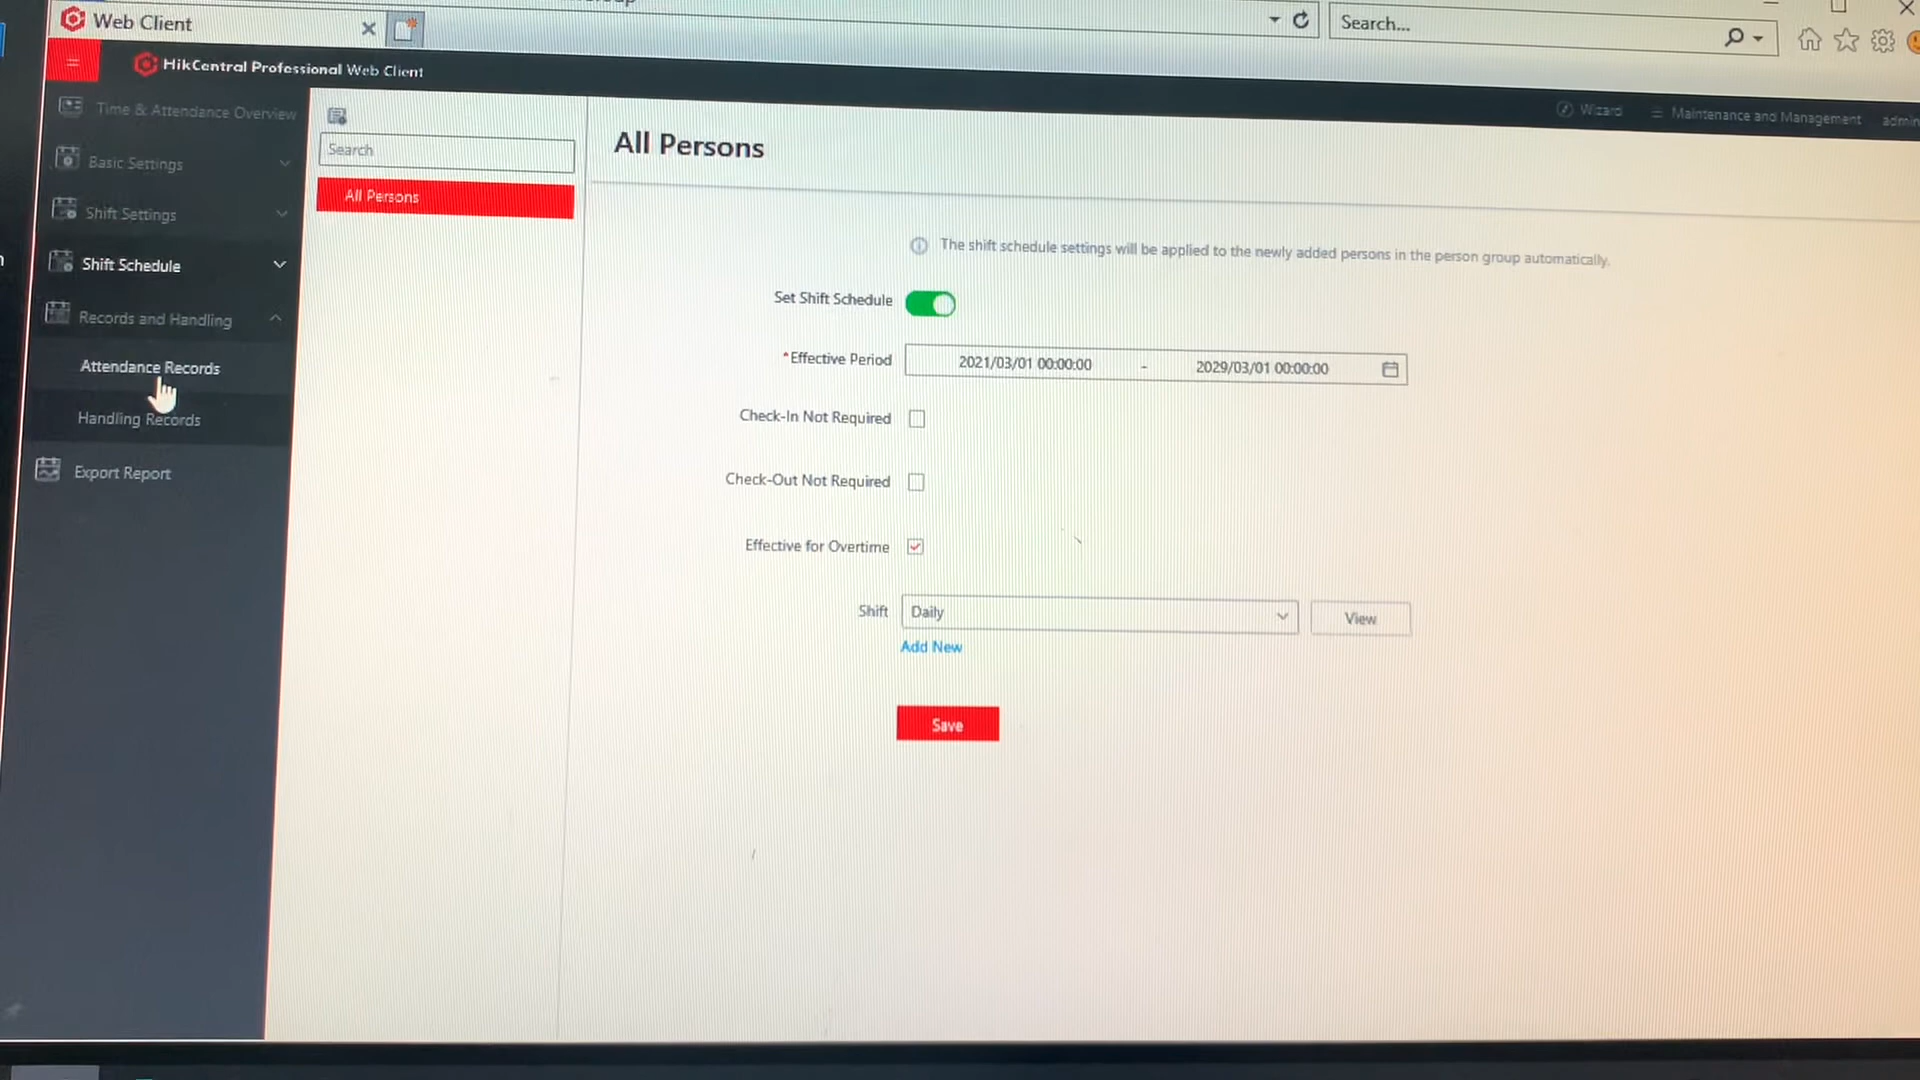 Web Client
Search...
HikCentral Professional Web Client
Wizard
Maintenance and Management
admin
Time & Attendance Overview
Basic Settings
Shift Settings
Shift Schedule
Records and Handling
Attendance Records
Handling Records
Export Report
Search
All Persons
All Persons
The shift schedule settings will be applied to the newly added persons in the person group automatically.
Set Shift Schedule
*Effective Period
2021/03/01 00:00:00 - 2029/03/01 00:00:00
Check-In Not Required
Check-Out Not Required
Effective for Overtime
Shift
Daily
View
Add New
Save